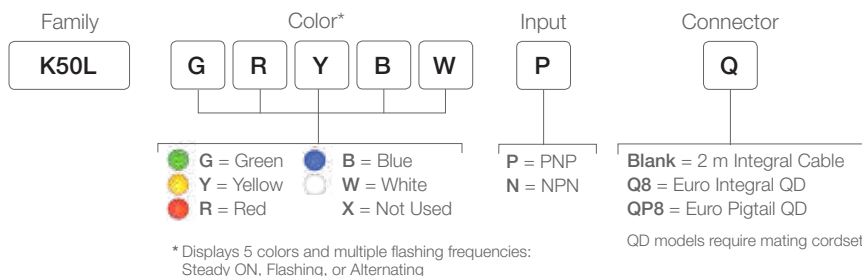 Family Color* Input Connector
K50L G R Y B W P Q
G = Green B = Blue P = PNP Blank = 2 m Integral Cable
Y = Yellow W = White N = NPN Q8 = Euro Integral QD
R = Red X = Not Used QP8 = Euro Pigtail QD
QD models require mating cordset
* Displays 5 colors and multiple flashing frequencies:
Steady ON, Flashing, or Alternating